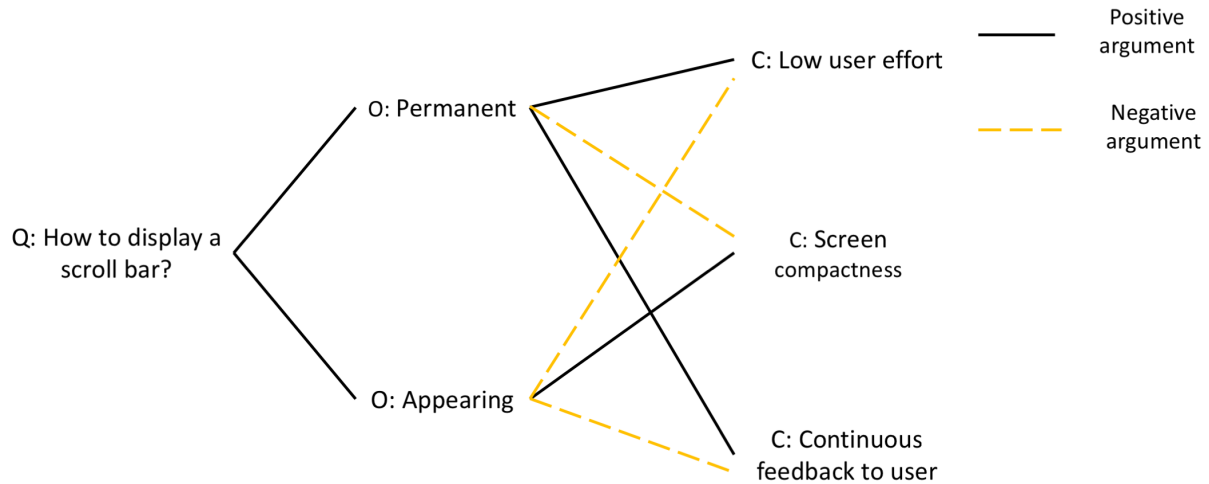 Positive
argument
C: Low user effort
O: Permanent
Negative
argument
Q: How to display a
scroll bar?
C: Screen
compactness
O: Appearing
C: Continuous
feedback to user